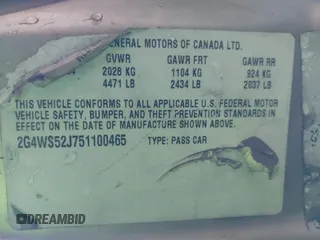 GENERAL MOTORS OF CANADA LTD.
GVWR GAWR FRT GAWR RR
2028 KG 1104 KG 924 KG
4471 LB 2434 LB 2037 LB
THIS VEHICLE CONFORMS TO ALL APPLICABLE U.S. FEDERAL MOTOR
VEHICLE SAFETY, BUMPER, AND THEFT PREVENTION STANDARDS
IN EFFECT ON THE DATE OF MANUFACTURE SHOWN ABOVE.
2G4WS52J751100465 TYPE: PASS CAR
DREAMBID